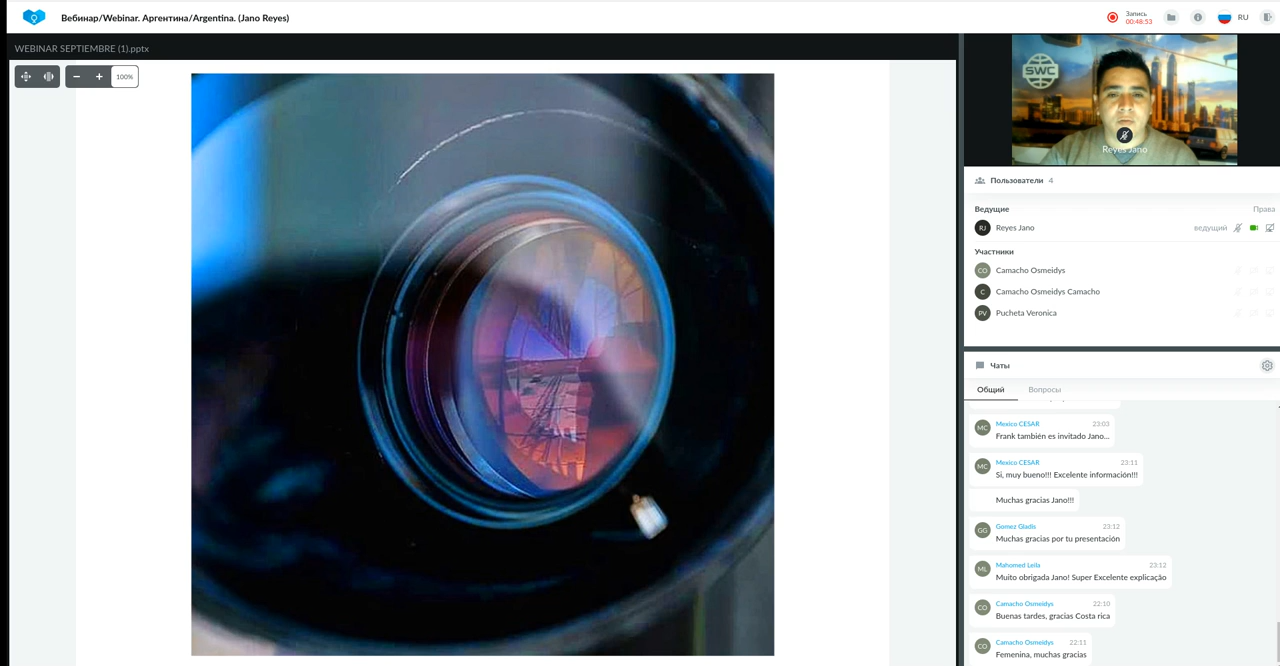 Вебинар/Webinar. Аргентина/Argentina. (Jano Reyes)
Запись
00:48:53
RU
WEBINAR SEPTIEMBRE (1).pptx
100%
SWC
Reyes Jano
Пользователи 4
Ведущие Права
RJ Reyes Jano ведущий
Участники
CO Camacho Osmeidys
C Camacho Osmeidys Camacho
PV Pucheta Veronica
Чаты
Общий Вопросы
MC Mexico CESAR 23:03
Frank también es invitado Jano...
MC Mexico CESAR 23:11
Si, muy bueno!!! Excelente información!!!
Muchas gracias Jano!!!
GG Gomez Gladis 23:12
Muchas gracias por tu presentación
ML Mahomed Leila 23:12
Muito obrigada Jano! Super Excelente explicação
CO Camacho Osmeidys 22:10
Buenas tardes, gracias Costa rica
CO Camacho Osmeidys 22:11
Femenina, muchas gracias